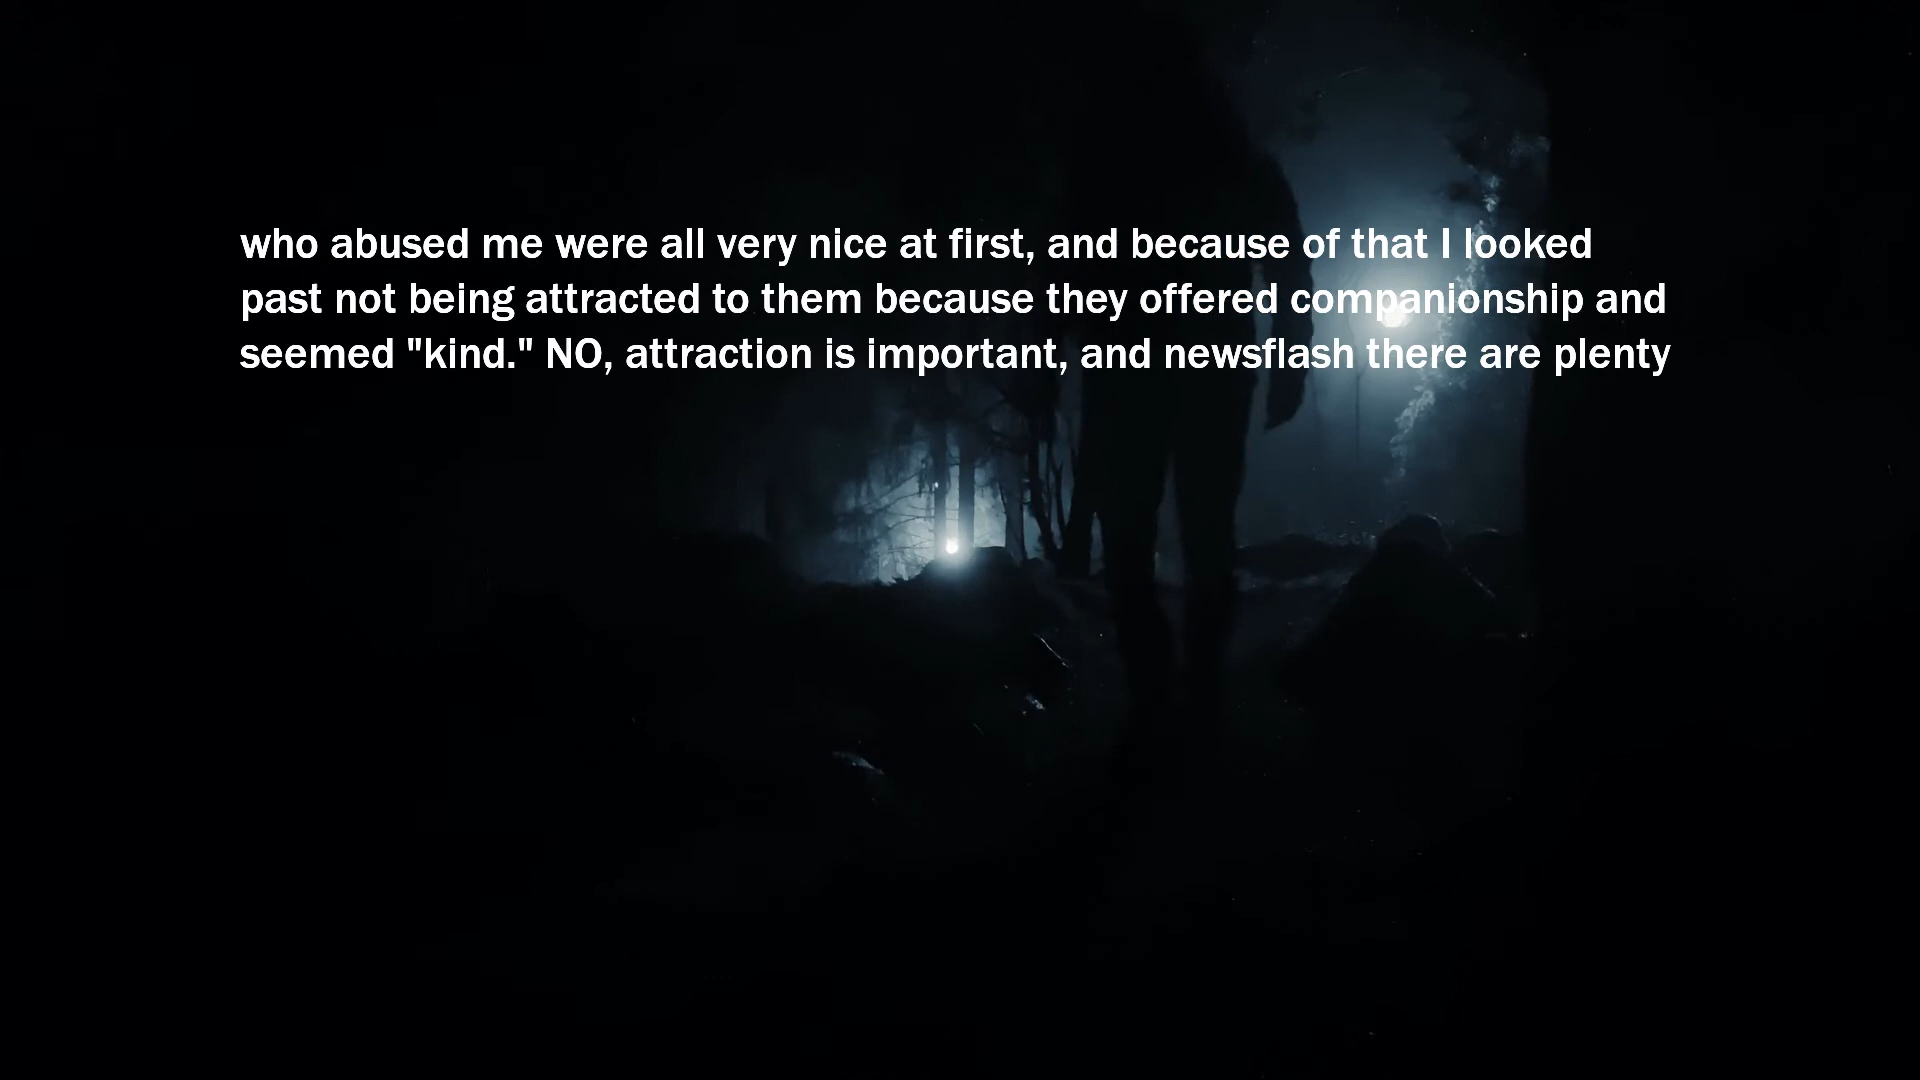 who abused me were all very nice at first, and because of that I looked
past not being attracted to them because they offered companionship and
seemed "kind." NO, attraction is important, and newsflash there are plenty